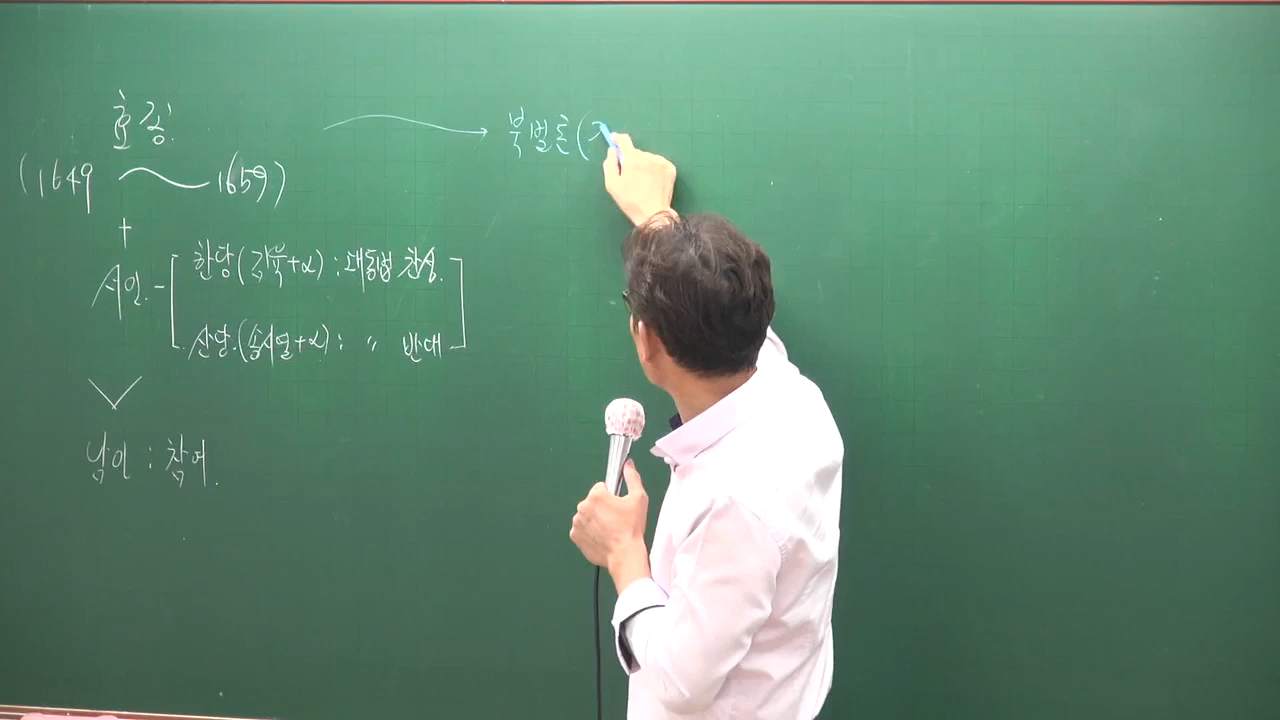 효종. → 북벌론(
(1649 ~ 1659)
+
서인. - [ 한당(김육+α) : 대동법 찬성.
산당.(송시열+α) : 〃 반대 ]
∨
남인 : 참여.